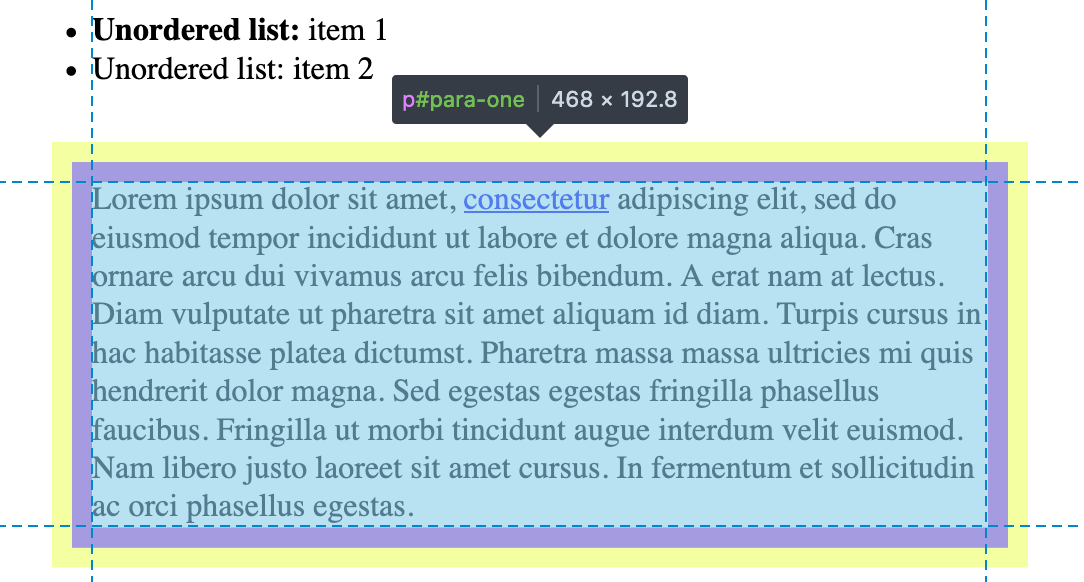 Unordered list: item 1
Unordered list: item 2
p#para-one 468 × 192.8
Lorem ipsum dolor sit amet, consectetur adipiscing elit, sed do
eiusmod tempor incididunt ut labore et dolore magna aliqua. Cras
ornare arcu dui vivamus arcu felis bibendum. A erat nam at lectus.
Diam vulputate ut pharetra sit amet aliquam id diam. Turpis cursus in
hac habitasse platea dictumst. Pharetra massa massa ultricies mi quis
hendrerit dolor magna. Sed egestas egestas fringilla phasellus
faucibus. Fringilla ut morbi tincidunt augue interdum velit euismod.
Nam libero justo laoreet sit amet cursus. In fermentum et sollicitudin
ac orci phasellus egestas.